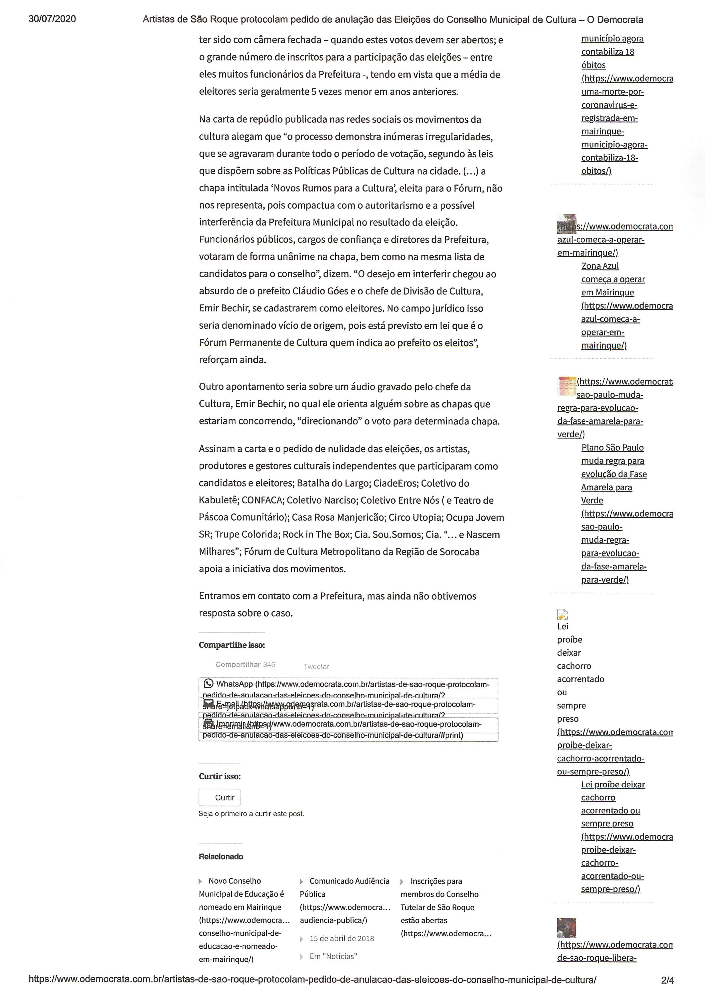 30/07/2020 Artistas de São Roque protocolam pedido de anulação das Eleições do Conselho Municipal de Cultura – O Democrata
ter sido com câmera fechada – quando estes votos devem ser abertos; e
o grande número de inscritos para a participação das eleições – entre
eles muitos funcionários da Prefeitura -, tendo em vista que a média de
eleitores seria geralmente 5 vezes menor em anos anteriores.
Na carta de repúdio publicada nas redes sociais os movimentos da
cultura alegam que “o processo demonstra inúmeras irregularidades,
que se agravaram durante todo o período de votação, segundo às leis
que dispõem sobre as Políticas Públicas de Cultura na cidade. (…) a
chapa intitulada ‘Novos Rumos para a Cultura’, eleita para o Fórum, não
nos representa, pois compactua com o autoritarismo e a possível
interferência da Prefeitura Municipal no resultado da eleição.
Funcionários públicos, cargos de confiança e diretores da Prefeitura,
votaram de forma unânime na chapa, bem como na mesma lista de
candidatos para o conselho”, dizem. “O desejo em interferir chegou ao
absurdo de o prefeito Cláudio Góes e o chefe de Divisão de Cultura,
Emir Bechir, se cadastrarem como eleitores. No campo jurídico isso
seria denominado vício de origem, pois está previsto em lei que é o
Fórum Permanente de Cultura quem indica ao prefeito os eleitos”,
reforçam ainda.
Outro apontamento seria sobre um áudio gravado pelo chefe da
Cultura, Emir Bechir, no qual ele orienta alguém sobre as chapas que
estariam concorrendo, “direcionando” o voto para determinada chapa.
Assinam a carta e o pedido de nulidade das eleições, os artistas,
produtores e gestores culturais independentes que participaram como
candidatos e eleitores; Batalha do Largo; CiadeEros; Coletivo do
Kabuletê; CONFACA; Coletivo Narciso; Coletivo Entre Nós ( e Teatro de
Páscoa Comunitário); Casa Rosa Manjericão; Circo Utopia; Ocupa Jovem
SR; Trupe Colorida; Rock in The Box; Cia. Sou.Somos; Cia. “… e Nascem
Milhares”; Fórum de Cultura Metropolitano da Região de Sorocaba
apoia a iniciativa dos movimentos.
Entramos em contato com a Prefeitura, mas ainda não obtivemos
resposta sobre o caso.
Compartilhe isso:
Compartilhar 346 Tweetar
WhatsApp (https://www.odemocrata.com.br/artistas-de-sao-roque-protocolam-
pedido-de-anulacao-das-eleicoes-do-conselho-municipal-de-cultura/?
share=jetpack-whatsapp&nb=1)
E-mail (https://www.odemocrata.com.br/artistas-de-sao-roque-protocolam-
pedido-de-anulacao-das-eleicoes-do-conselho-municipal-de-cultura/?
share=email&nb=1)
Imprimir (https://www.odemocrata.com.br/artistas-de-sao-roque-protocolam-
pedido-de-anulacao-das-eleicoes-do-conselho-municipal-de-cultura/#print)
Curtir isso:
Curtir
Seja o primeiro a curtir este post.
Relacionado
Novo Conselho
Municipal de Educação é
nomeado em Mairinque
(https://www.odemocra…
conselho-municipal-de-
educacao-e-nomeado-
em-mairinque/)
Comunicado Audiência
Pública
(https://www.odemocra…
audiencia-publica/)
15 de abril de 2018
Em "Notícias"
Inscrições para
membros do Conselho
Tutelar de São Roque
estão abertas
(https://www.odemocra…
município agora
contabiliza 18
óbitos
(https://www.odemocra
uma-morte-por-
coronavirus-e-
registrada-em-
mairinque-
municipio-agora-
contabiliza-18-
obitos/)
(https://www.odemocrata.com
azul-comeca-a-operar-
em-mairinque/)
Zona Azul
começa a operar
em Mairinque
(https://www.odemocra
azul-comeca-a-
operar-em-
mairinque/)
(https://www.odemocrata
sao-paulo-muda-
regra-para-evolucao-
da-fase-amarela-para-
verde/)
Plano São Paulo
muda regra para
evolução da Fase
Amarela para
Verde
(https://www.odemocra
sao-paulo-
muda-regra-
para-evolucao-
da-fase-amarela-
para-verde/)
Lei
proíbe
deixar
cachorro
acorrentado
ou
sempre
preso
(https://www.odemocrata.com
proibe-deixar-
cachorro-acorrentado-
ou-sempre-preso/)
Lei proíbe deixar
cachorro
acorrentado ou
sempre preso
(https://www.odemocra
proibe-deixar-
cachorro-
acorrentado-ou-
sempre-preso/)
(https://www.odemocrata.com
de-sao-roque-libera-
https://www.odemocrata.com.br/artistas-de-sao-roque-protocolam-pedido-de-anulacao-das-eleicoes-do-conselho-municipal-de-cultura/ 2/4